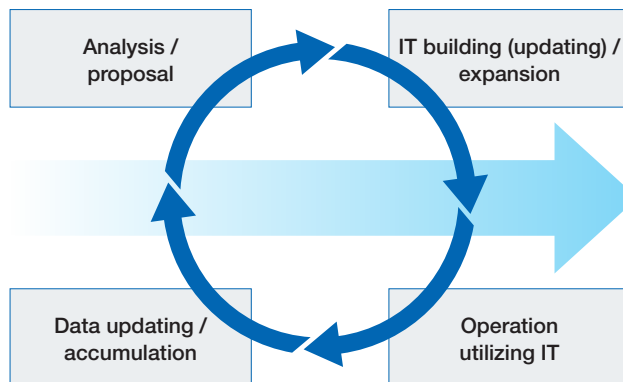 Analysis /
proposal
IT building (updating) /
expansion
Data updating /
accumulation
Operation
utilizing IT